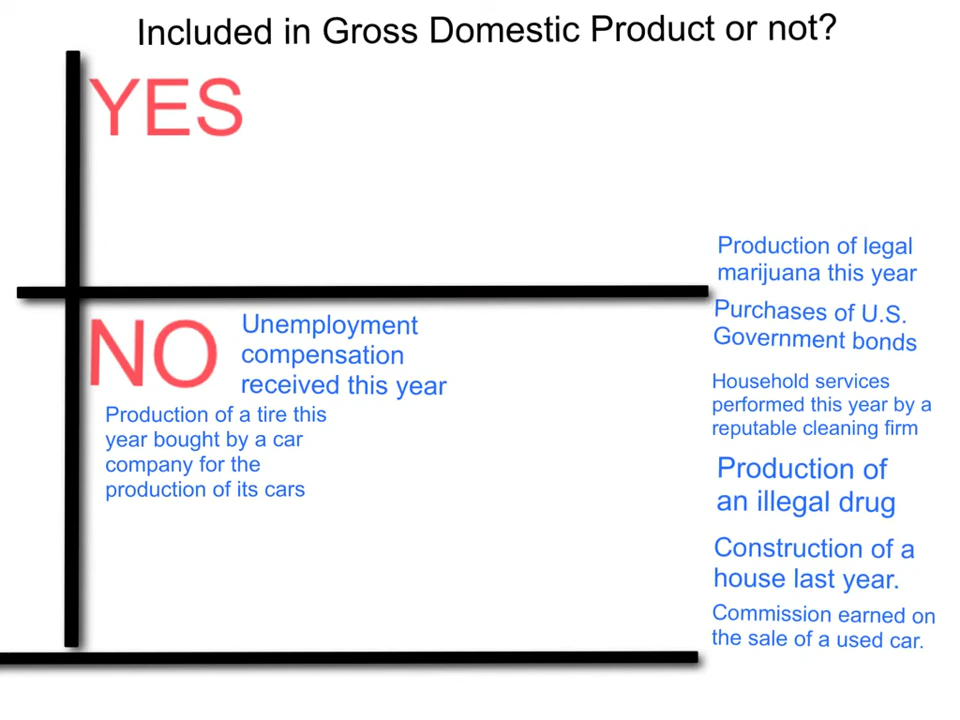 Included in Gross Domestic Product or not?
YES
NO
Unemployment
compensation
received this year
Production of a tire this
year bought by a car
company for the
production of its cars
Production of legal
marijuana this year
Purchases of U.S.
Government bonds
Household services
performed this year by a
reputable cleaning firm
Production of
an illegal drug
Construction of a
house last year.
Commission earned on
the sale of a used car.